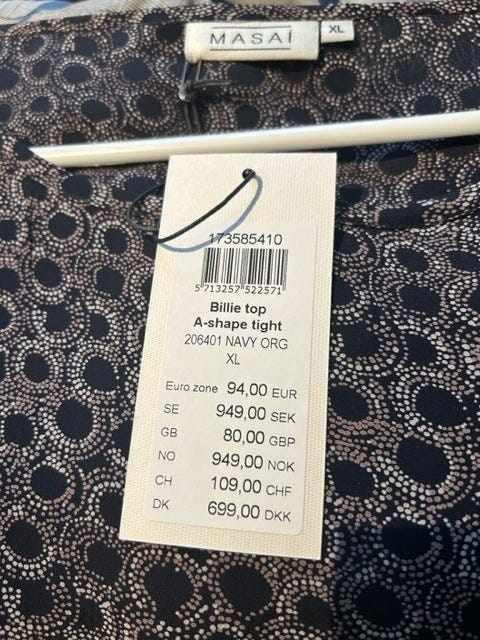 MASAI
XL
173585410
5 713257 522571
Billie top
A-shape tight
206401 NAVY ORG
XL
Euro zone 94,00 EUR
SE 949,00 SEK
GB 80,00 GBP
NO 949,00 NOK
CH 109,00 CHF
DK 699,00 DKK